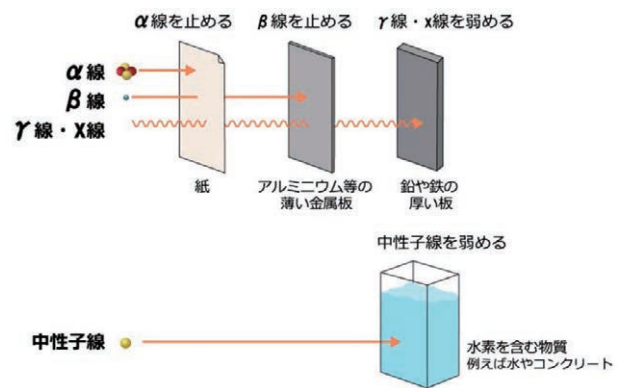 α線を止める
β線を止める
γ線・x線を弱める
α線
β線
γ線・X線
紙
アルミニウム等の
薄い金属板
鉛や鉄の
厚い板
中性子線を弱める
中性子線
水素を含む物質
例えば水やコンクリート